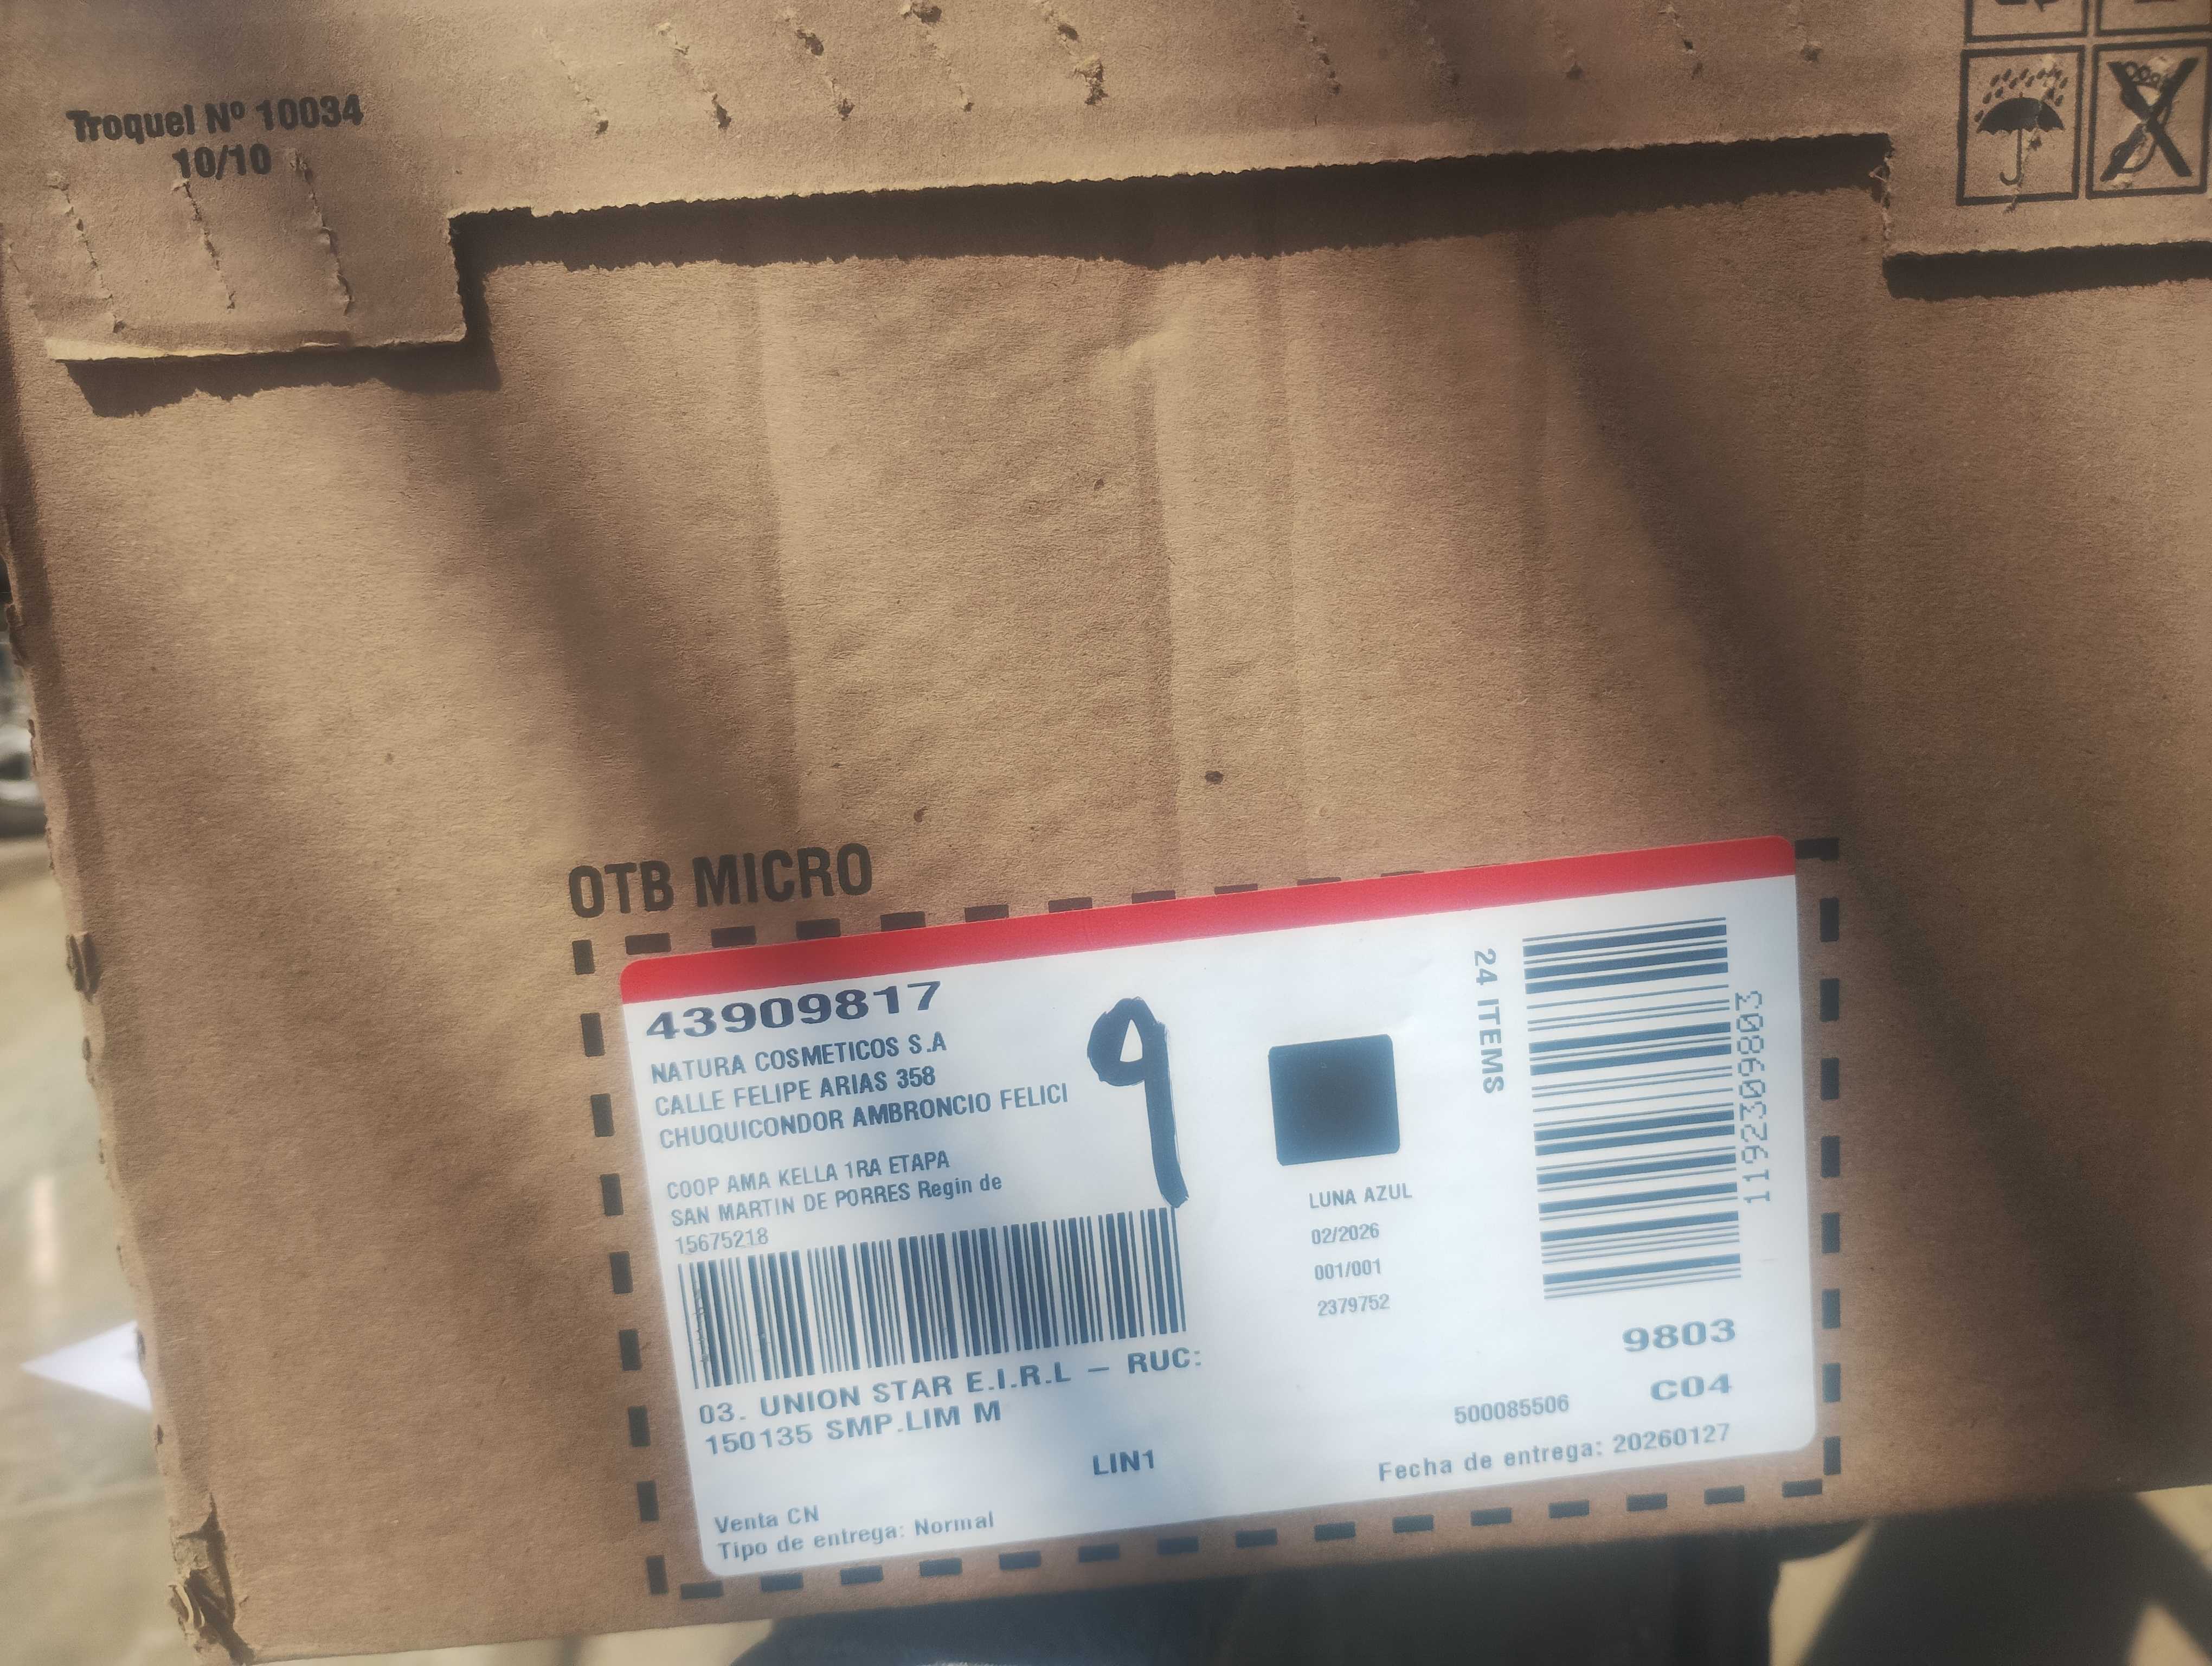 Troquel Nº 10034
10/10
OTB MICRO
43909817
NATURA COSMETICOS S.A
CALLE FELIPE ARIAS 358
CHUQUICONDOR AMBRONCIO FELICI
COOP AMA KELLA 1RA ETAPA
SAN MARTIN DE PORRES Regin de
15675218
03. UNION STAR E.I.R.L – RUC:
150135 SMP.LIM M
LIN1
Venta CN
Tipo de entrega: Normal
9
LUNA AZUL
02/2026
001/001
2379752
24 ITEMS
1192309803
9803
C04
500085506
Fecha de entrega: 20260127